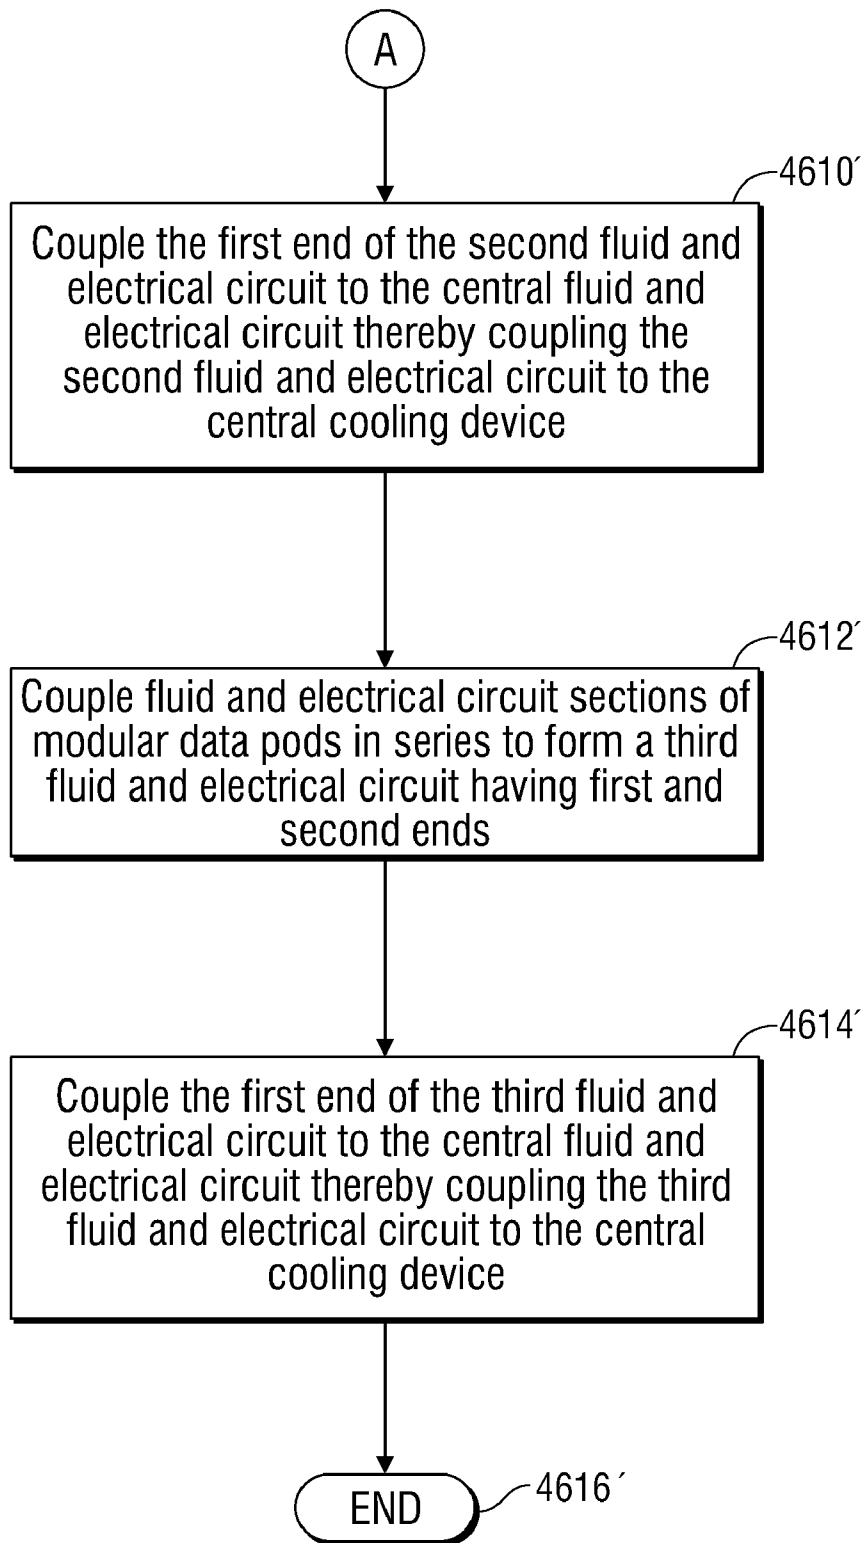 A
4610´
Couple the first end of the second fluid and
electrical circuit to the central fluid and
electrical circuit thereby coupling the
second fluid and electrical circuit to the
central cooling device
4612´
Couple fluid and electrical circuit sections of
modular data pods in series to form a third
fluid and electrical circuit having first and
second ends
4614´
Couple the first end of the third fluid and
electrical circuit to the central fluid and
electrical circuit thereby coupling the third
fluid and electrical circuit to the central
cooling device
END
4616´